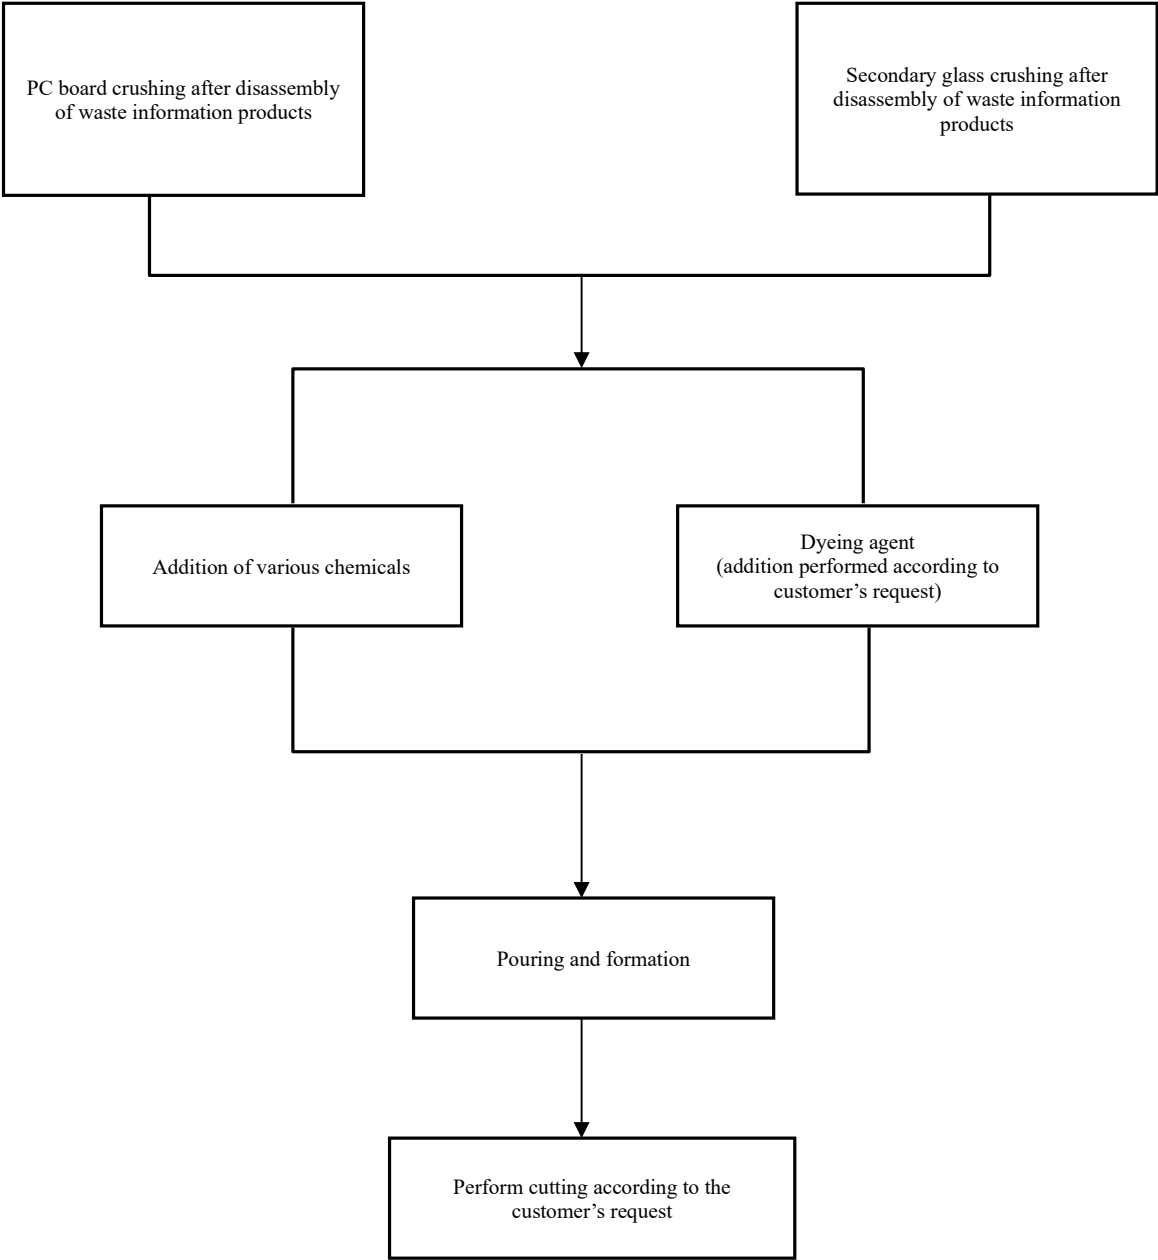 PC board crushing after disassembly
of waste information products
Secondary glass crushing after
disassembly of waste information
products
Addition of various chemicals
Dyeing agent
(addition performed according to
customer’s request)
Pouring and formation
Perform cutting according to the
customer’s request